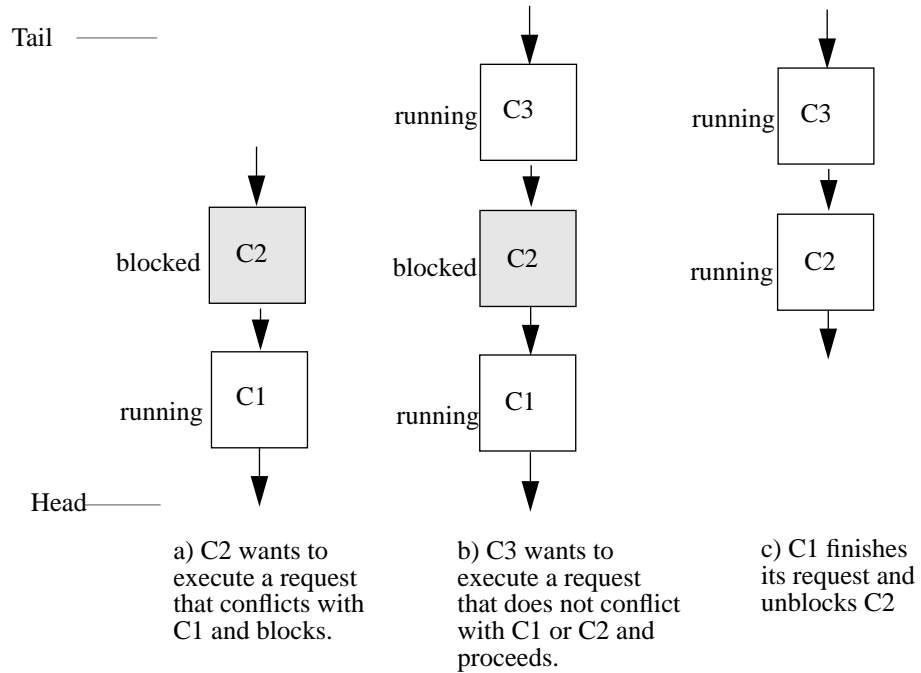 Tail
C3
running
C3
running
C2
blocked
C2
blocked
C2
running
C1
running
C1
running
Head
a) C2 wants to
execute a request
that conflicts with
C1 and blocks.
b) C3 wants to
execute a request
that does not conflict
with C1 or C2 and
proceeds.
c) C1 finishes
its request and
unblocks C2